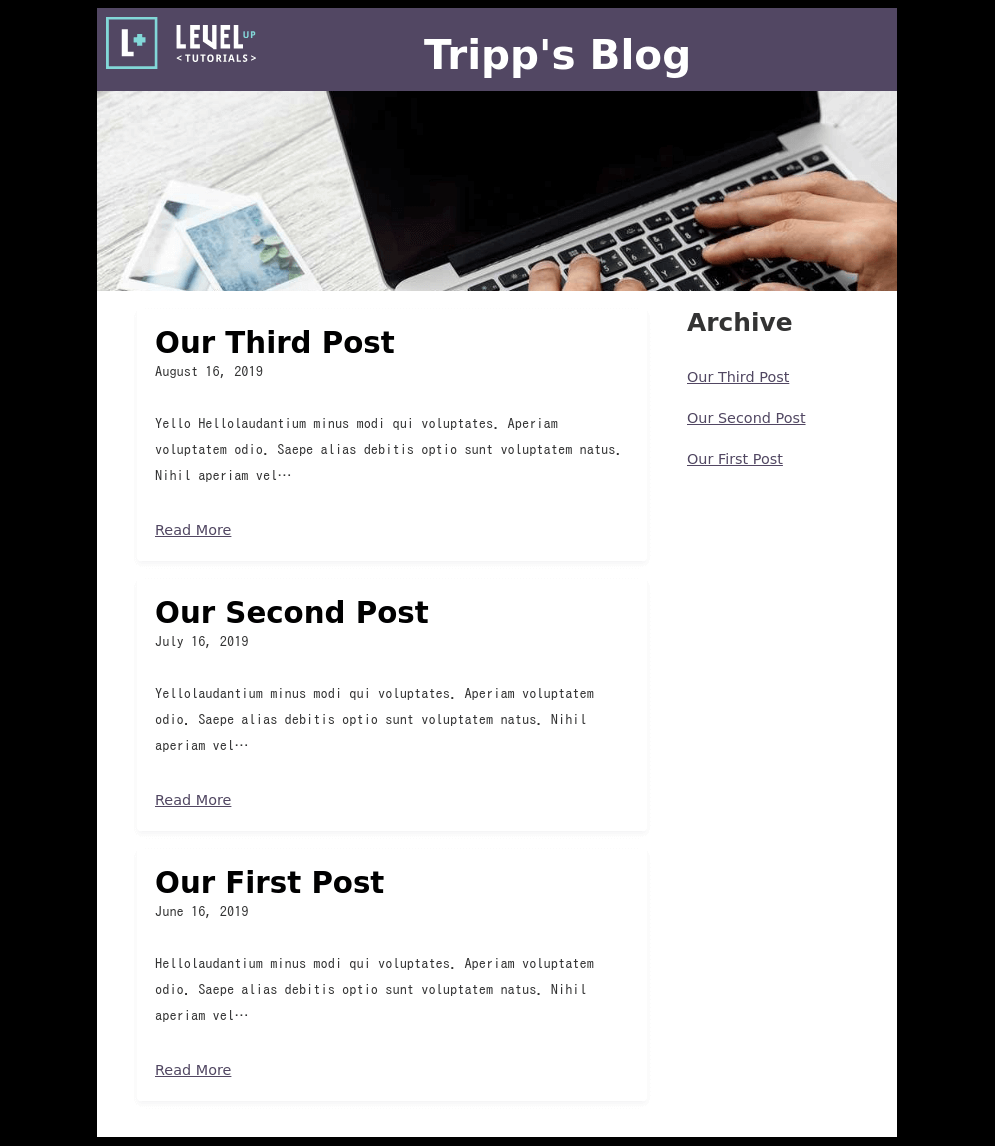 LEVEL UP
<TUTORIALS>
Tripp's Blog
Our Third Post
August 16, 2019
Yello Hellolaudantium minus modi qui voluptates. Aperiam
voluptatem odio. Saepe alias debitis optio sunt voluptatem natus.
Nihil aperiam vel…
Read More
Our Second Post
July 16, 2019
Yellolaudantium minus modi qui voluptates. Aperiam voluptatem
odio. Saepe alias debitis optio sunt voluptatem natus. Nihil
aperiam vel…
Read More
Our First Post
June 16, 2019
Hellolaudantium minus modi qui voluptates. Aperiam voluptatem
odio. Saepe alias debitis optio sunt voluptatem natus. Nihil
aperiam vel…
Read More
Archive
Our Third Post
Our Second Post
Our First Post